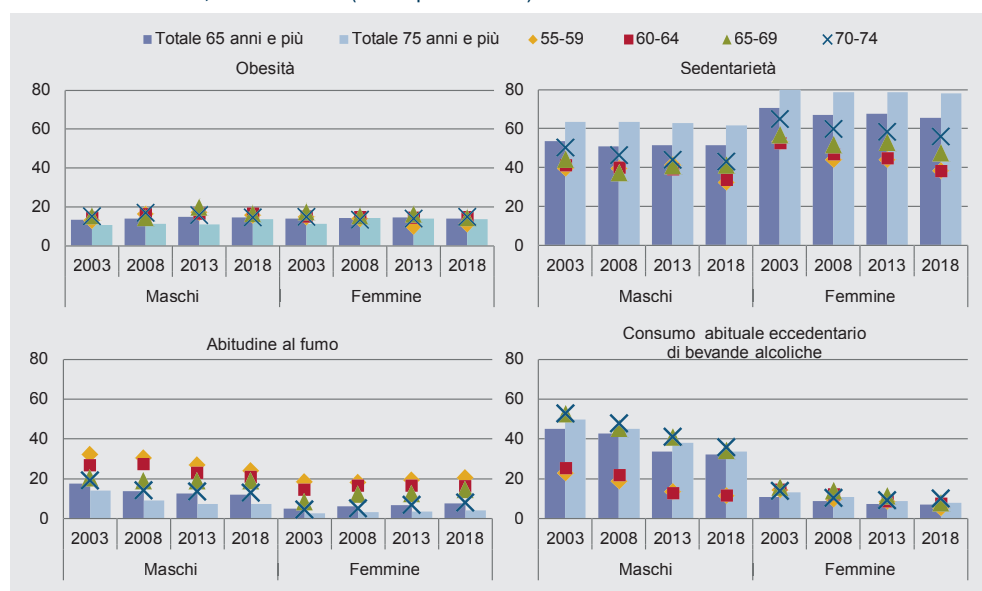 Totale 65 anni e più Totale 75 anni e più 55-59 60-64 65-69 70-74
Obesità
80
60
40
20
0
2003 2008 2013 2018 2003 2008 2013 2018
Maschi Femmine
Sedentarietà
80
60
40
20
0
2003 2008 2013 2018 2003 2008 2013 2018
Maschi Femmine
Abitudine al fumo
80
60
40
20
0
2003 2008 2013 2018 2003 2008 2013 2018
Maschi Femmine
Consumo abituale eccedentario
di bevande alcoliche
80
60
40
20
0
2003 2008 2013 2018 2003 2008 2013 2018
Maschi Femmine